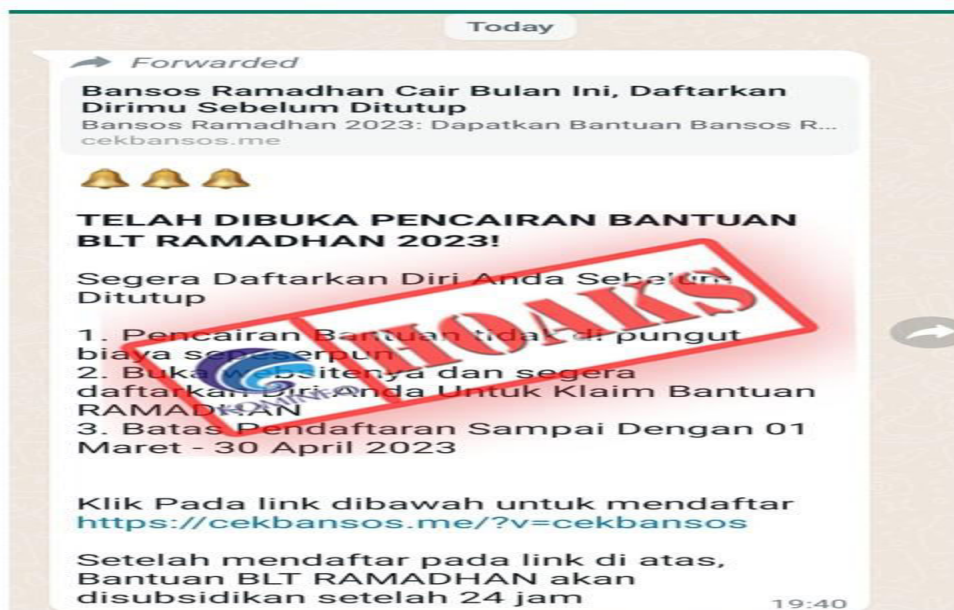 Today
Forwarded
Bansos Ramadhan Cair Bulan Ini, Daftarkan
Dirimu Sebelum Ditutup
Bansos Ramadhan 2023: Dapatkan Bantuan Bansos R...
cekbansos.me
TELAH DIBUKA PENCAIRAN BANTUAN
BLT RAMADHAN 2023!
Segera Daftarkan Diri Anda Sebelum
Ditutup
HOAKS
1. Pencairan Bantuan tidak di pungut
biaya sepeserpun
2. Buka websitenya dan segera
daftarkan Diri Anda Untuk Klaim Bantuan
KOMINFO
RAMADHAN
3. Batas Pendaftaran Sampai Dengan 01
Maret - 30 April 2023
Klik Pada link dibawah untuk mendaftar
https://cekbansos.me/?v=cekbansos
Setelah mendaftar pada link di atas,
Bantuan BLT RAMADHAN akan
disubsidikan setelah 24 jam
19:40